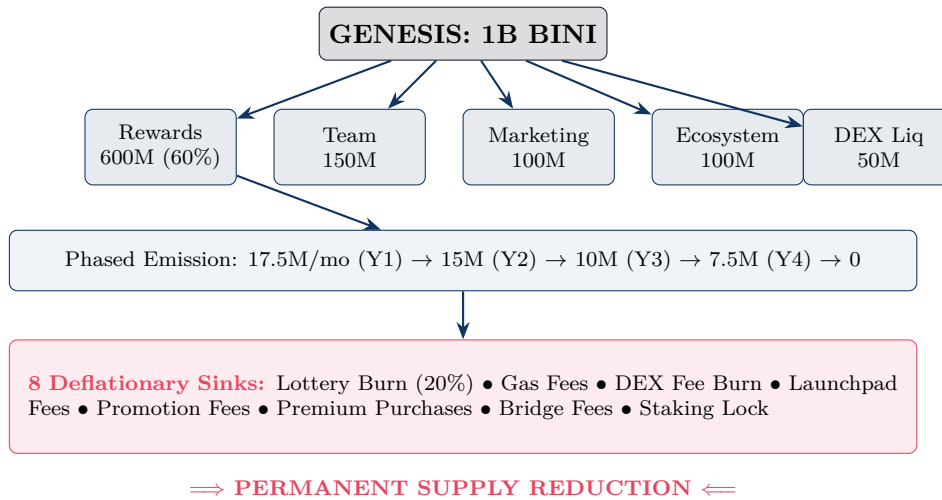 GENESIS: 1B BINI
Rewards
600M (60%)
Team
150M
Marketing
100M
Ecosystem
100M
DEX Liq
50M
Phased Emission: 17.5M/mo (Y1) → 15M (Y2) → 10M (Y3) → 7.5M (Y4) → 0
8 Deflationary Sinks: Lottery Burn (20%) • Gas Fees • DEX Fee Burn • Launchpad
Fees • Promotion Fees • Premium Purchases • Bridge Fees • Staking Lock
⟹ PERMANENT SUPPLY REDUCTION ⟸